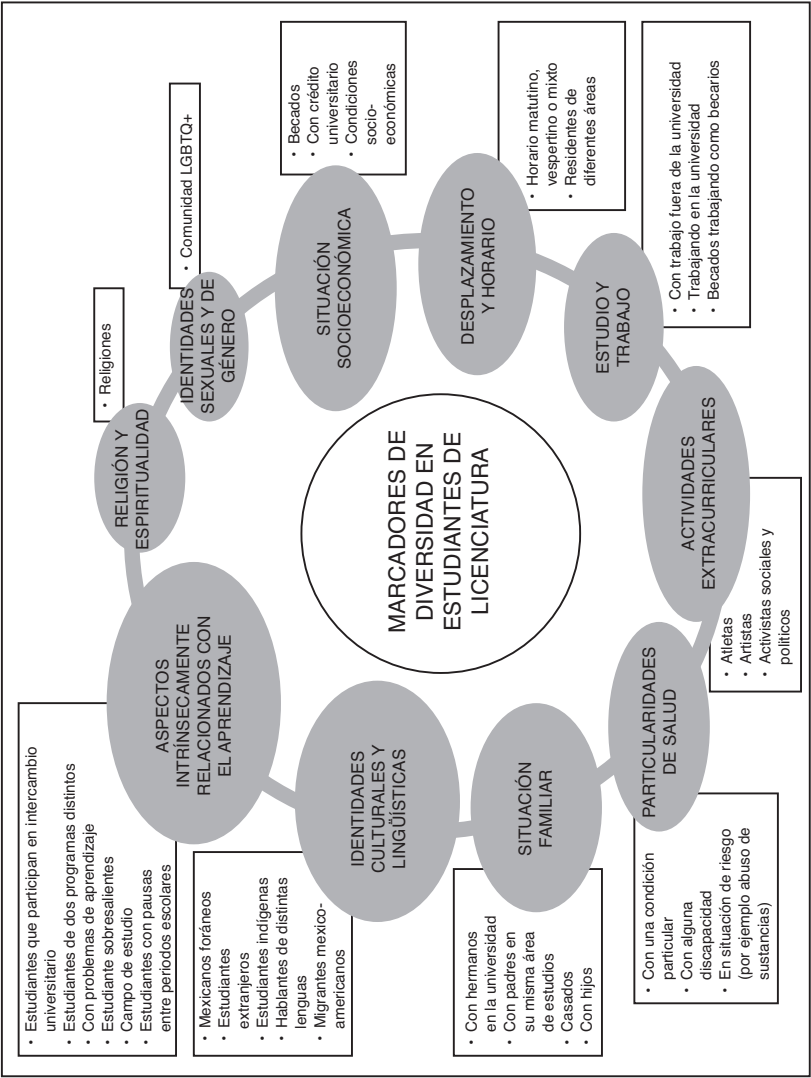 MARCADORES DE
DIVERSIDAD EN
ESTUDIANTES DE
LICENCIATURA
RELIGIÓN Y
ESPIRITUALIDAD
• Religiones
IDENTIDADES
SEXUALES Y DE
GÉNERO
• Comunidad LGBTQ+
SITUACIÓN
SOCIOECONÓMICA
• Becados
• Con crédito
universitario
• Condiciones
socio-
económicas
DESPLAZAMIENTO
Y HORARIO
• Horario matutino,
vespertino o mixto
• Residentes de
diferentes áreas
ESTUDIO Y
TRABAJO
• Con trabajo fuera de la universidad
• Trabajando en la universidad
• Becados trabajando como becarios
ACTIVIDADES
EXTRACURRICULARES
• Atletas
• Artistas
• Activistas sociales y
políticos
PARTICULARIDADES
DE SALUD
• Con una condición
particular
• Con alguna
discapacidad
• En situación de riesgo
(por ejemplo abuso de
sustancias)
SITUACIÓN
FAMILIAR
• Con hermanos
en la universidad
• Con padres en
su misma área
de estudios
• Casados
• Con hijos
IDENTIDADES
CULTURALES Y
LINGÜÍSTICAS
• Mexicanos foráneos
• Estudiantes
extranjeros
• Estudiantes indígenas
• Hablantes de distintas
lenguas
• Migrantes mexico-
americanos
ASPECTOS
INTRÍNSECAMENTE
RELACIONADOS CON
EL APRENDIZAJE
• Estudiantes que participan en intercambio
universitario
• Estudiantes de dos programas distintos
• Con problemas de aprendizaje
• Estudiante sobresalientes
• Campo de estudio
• Estudiantes con pausas
entre periodos escolares